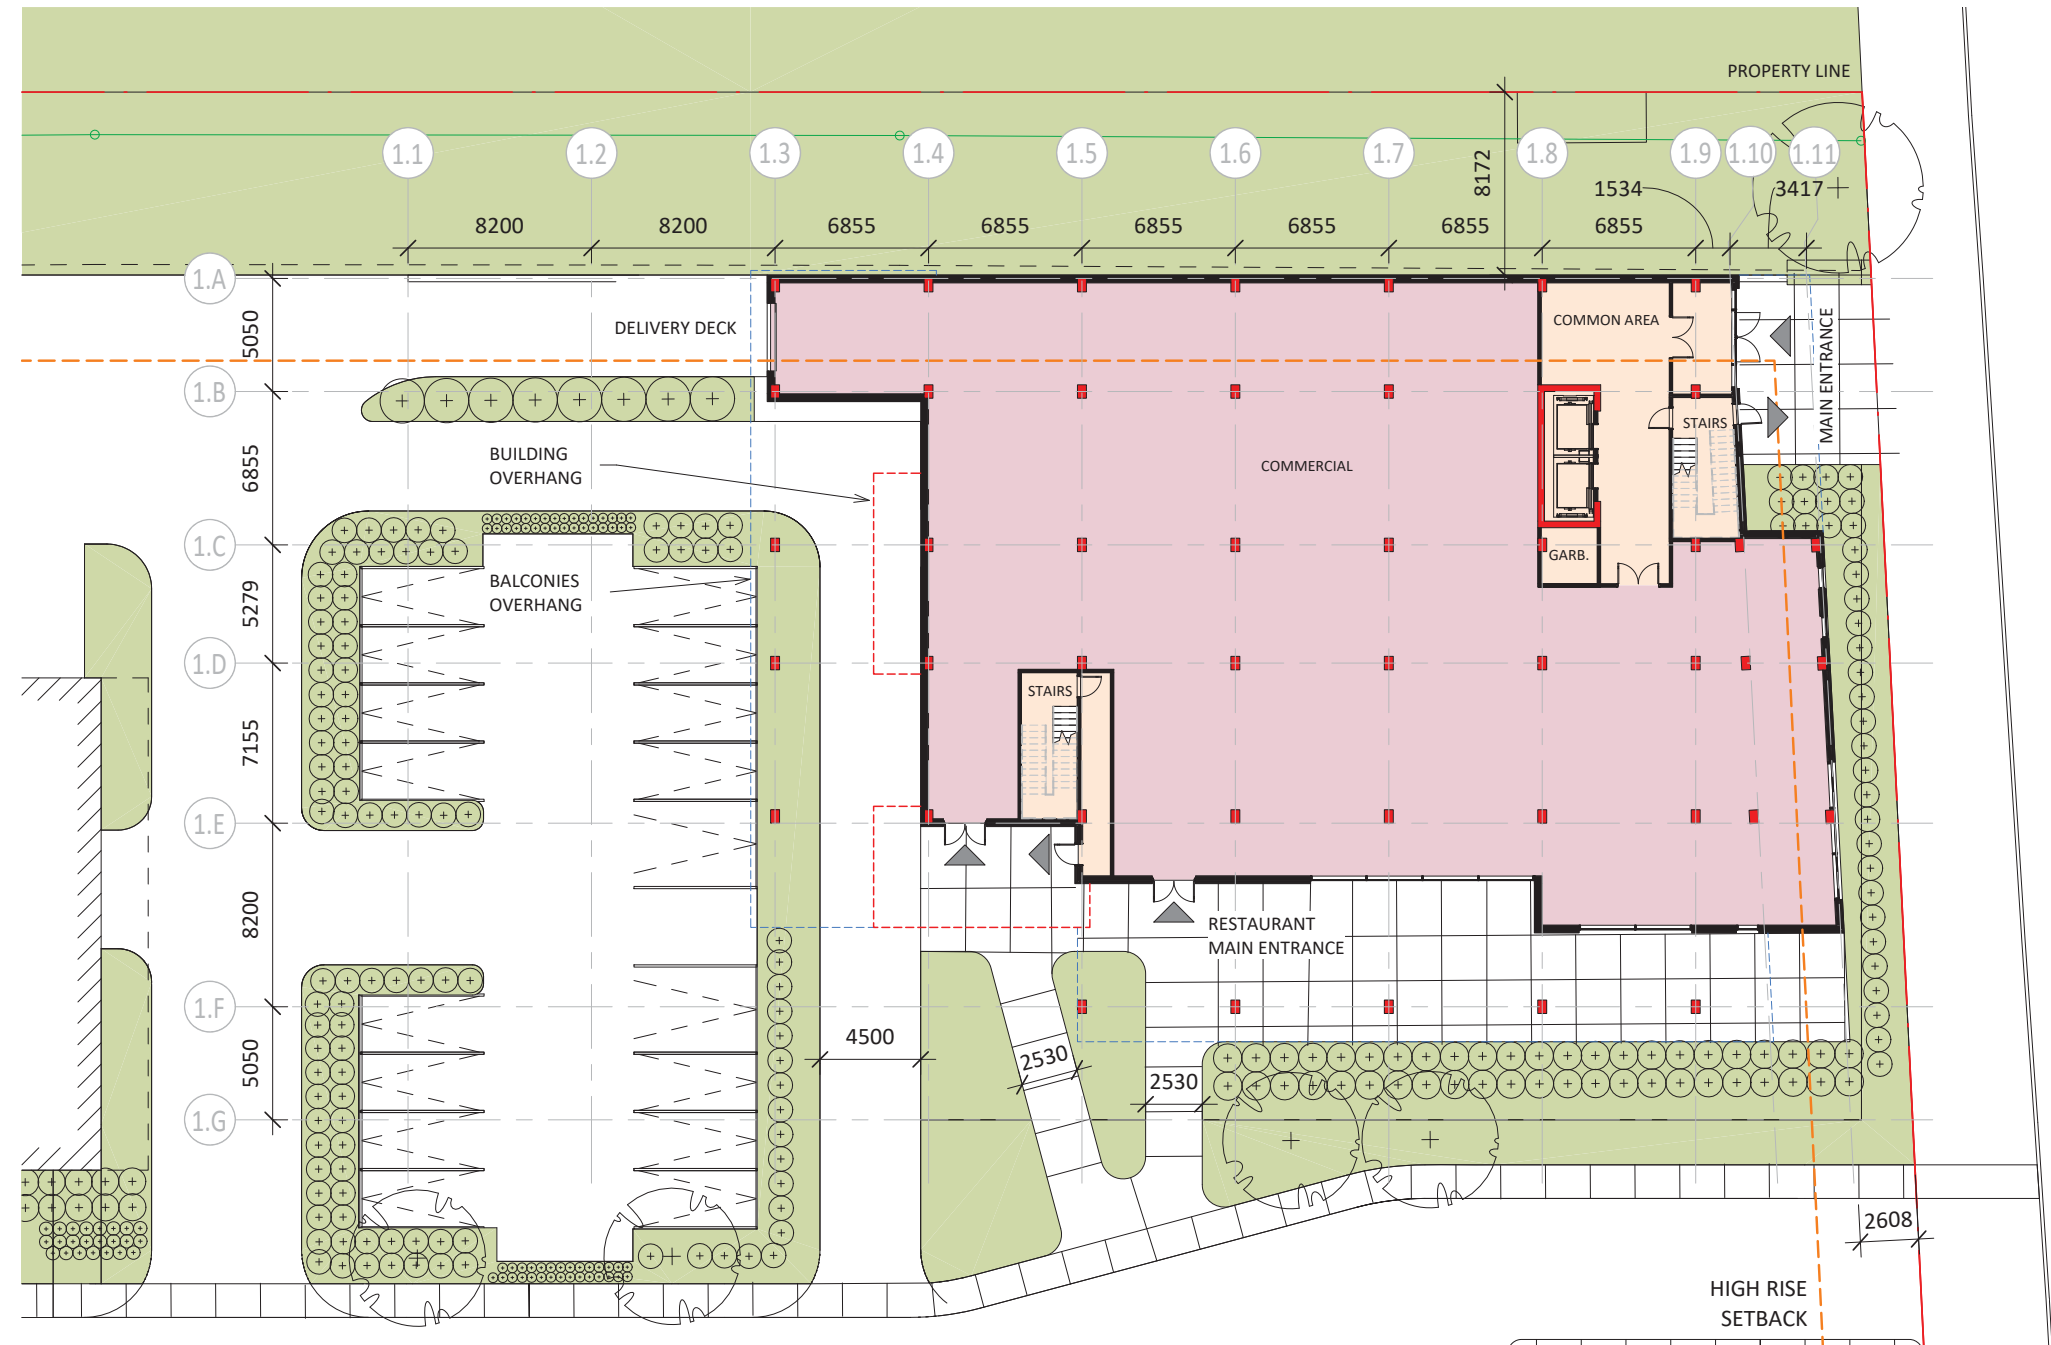 PROPERTY LINE
1.1
1.2
1.3
1.4
1.5
1.6
1.7
1.8
1.9
1.10
1.11
8172
1534
3417
8200
8200
6855
6855
6855
6855
6855
6855
1.A
5050
DELIVERY DECK
COMMON AREA
MAIN ENTRANCE
1.B
6855
BUILDING
OVERHANG
COMMERCIAL
STAIRS
1.C
GARB.
5279
BALCONIES
OVERHANG
1.D
STAIRS
7155
1.E
8200
RESTAURANT
MAIN ENTRANCE
1.F
4500
2530
2530
5050
1.G
2608
HIGH RISE
SETBACK